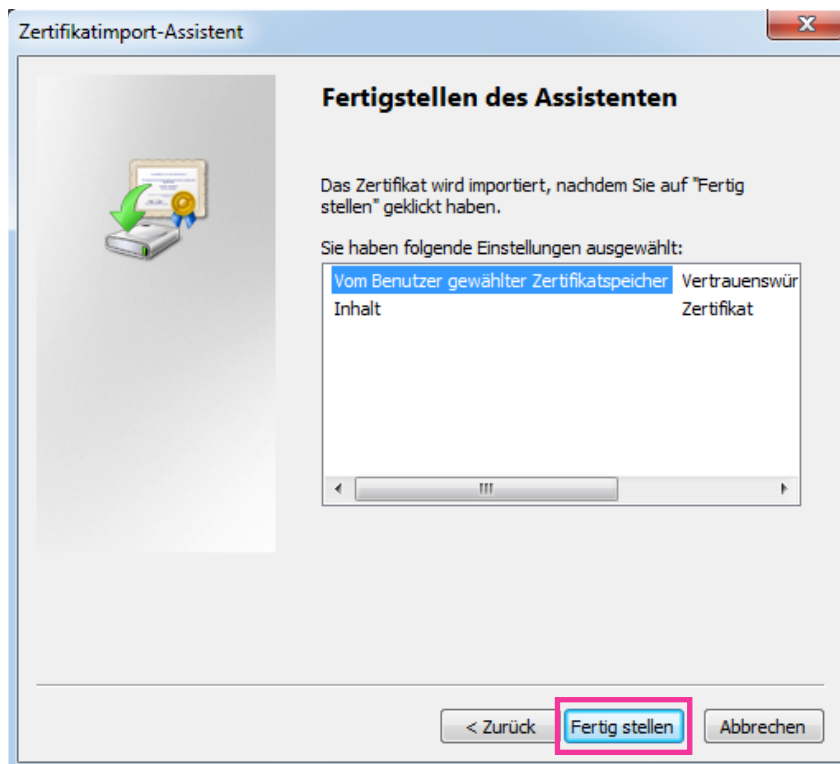 Zertifikatimport-Assistent
Fertigstellen des Assistenten
Das Zertifikat wird importiert, nachdem Sie auf "Fertig
stellen" geklickt haben.
Sie haben folgende Einstellungen ausgewählt:
Vom Benutzer gewählter Zertifikatspeicher Vertrauenswür
Inhalt Zertifikat
< Zurück Fertig stellen Abbrechen